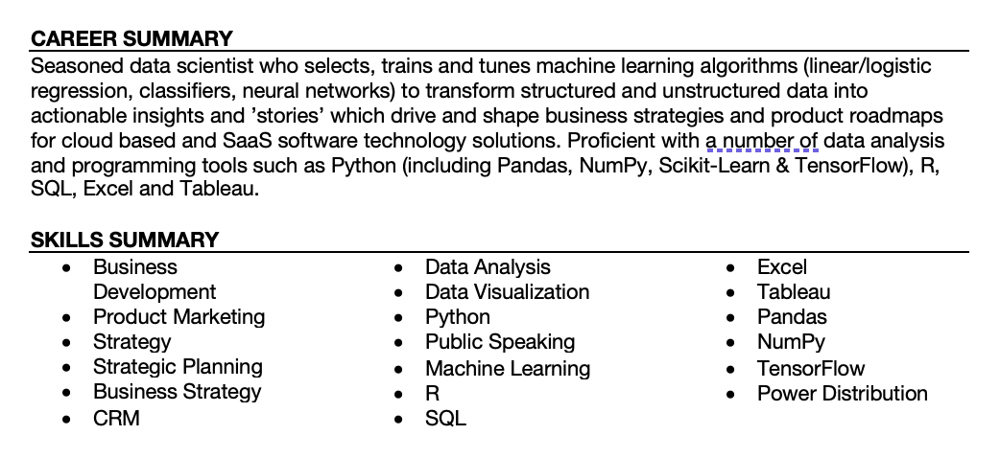 CAREER SUMMARY
Seasoned data scientist who selects, trains and tunes machine learning algorithms (linear/logistic
regression, classifiers, neural networks) to transform structured and unstructured data into
actionable insights and ’stories’ which drive and shape business strategies and product roadmaps
for cloud based and SaaS software technology solutions. Proficient with a number of data analysis
and programming tools such as Python (including Pandas, NumPy, Scikit-Learn & TensorFlow), R,
SQL, Excel and Tableau.
SKILLS SUMMARY
• Business
Development
• Product Marketing
• Strategy
• Strategic Planning
• Business Strategy
• CRM
• Data Analysis
• Data Visualization
• Python
• Public Speaking
• Machine Learning
• R
• SQL
• Excel
• Tableau
• Pandas
• NumPy
• TensorFlow
• Power Distribution